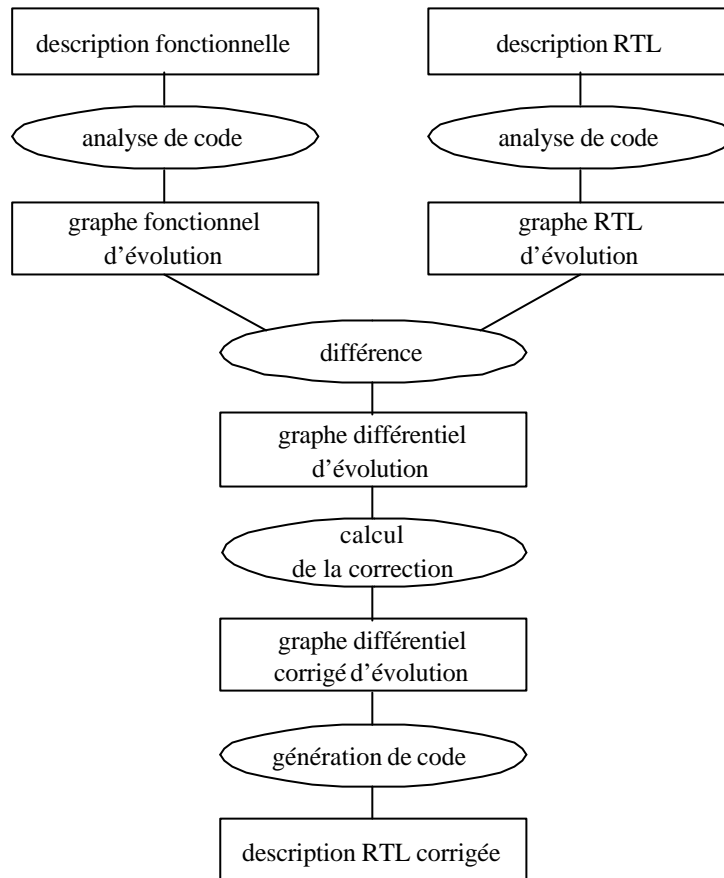 description fonctionnelle
description RTL
analyse de code
analyse de code
graphe fonctionnel
d’évolution
graphe RTL
d’évolution
différence
graphe différentiel
d’évolution
calcul
de la correction
graphe différentiel
corrigé d’évolution
génération de code
description RTL corrigée